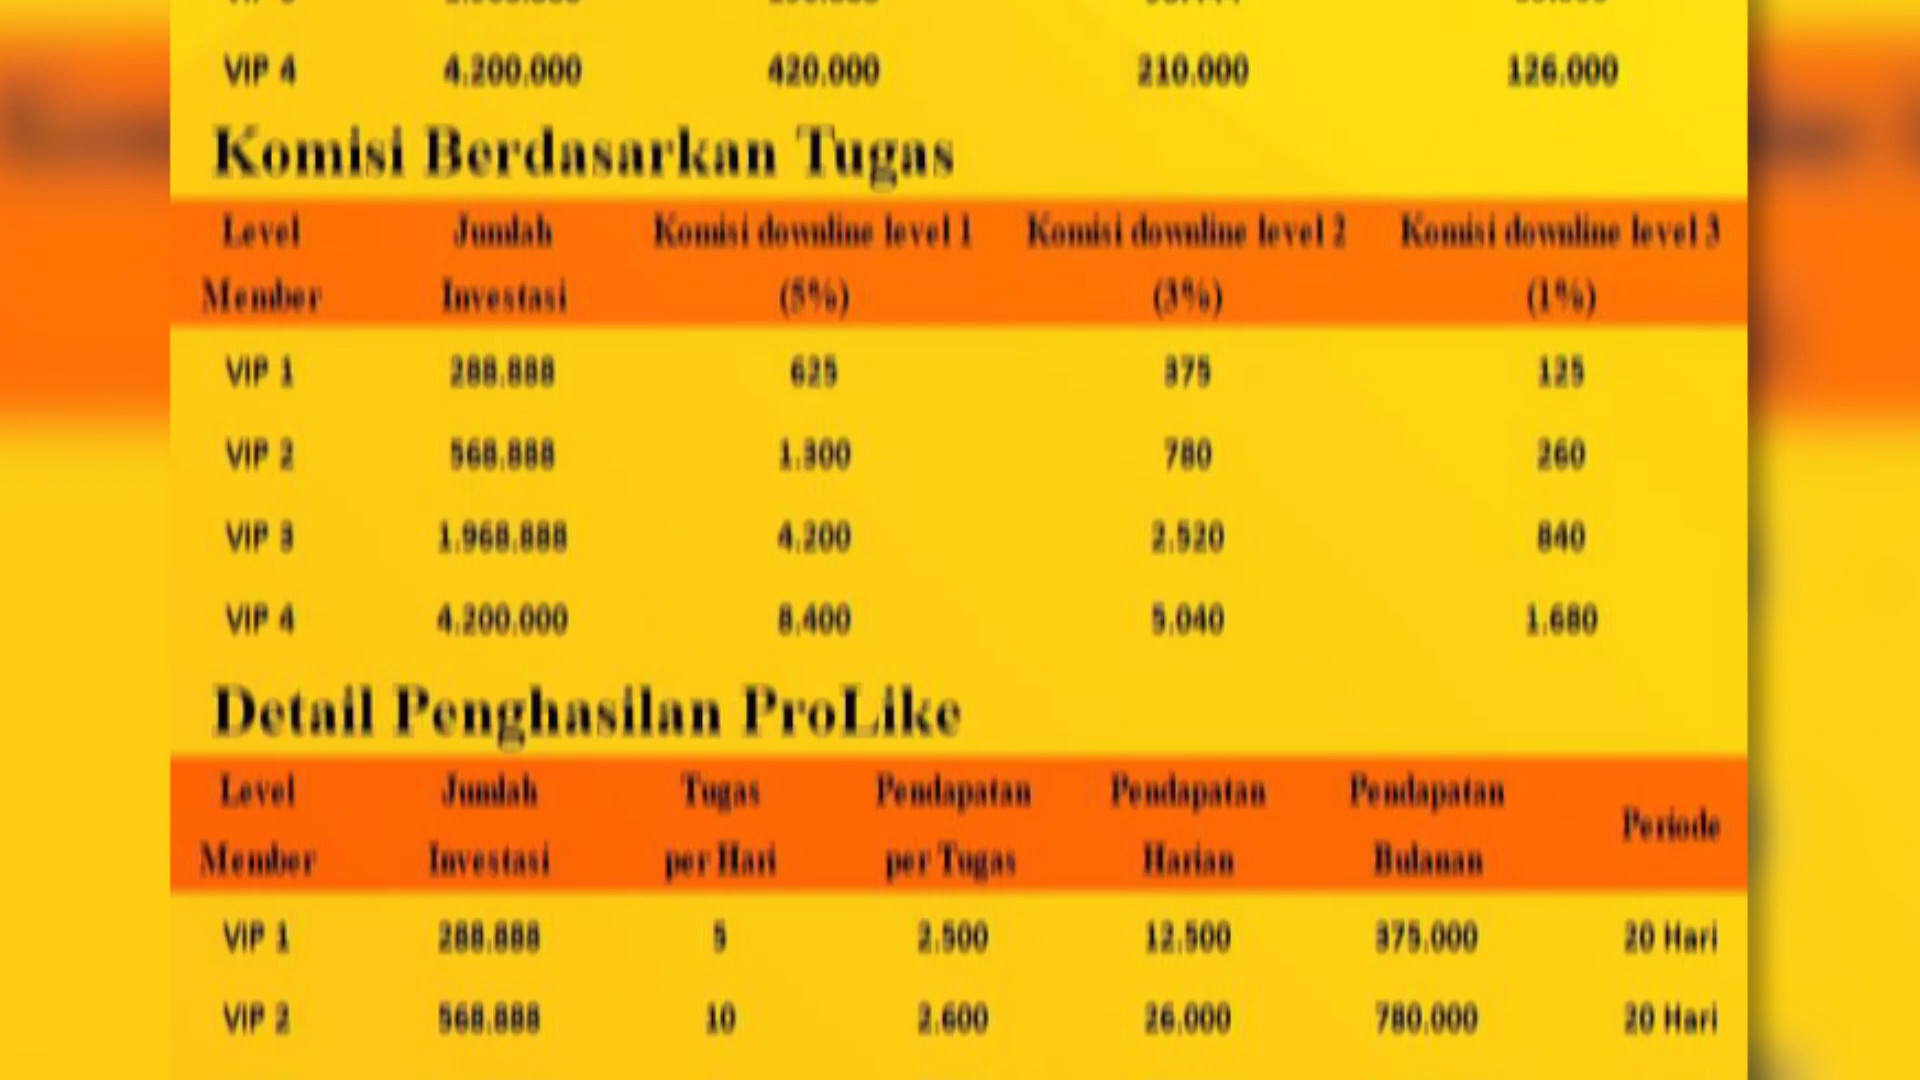 VIP 4 4.200.000 420.000 210.000 126.000
Komisi Berdasarkan Tugas
Level Jumlah Komisi downline level 1 Komisi downline level 2 Komisi downline level 3
Member Investasi (5%) (3%) (1%)
VIP 1 288.888 625 375 125
VIP 2 568.888 1.300 780 260
VIP 3 1.968.888 4.200 2.520 840
VIP 4 4.200.000 8.400 5.040 1.680
Detail Penghasilan ProLike
Level Jumlah Tugas Pendapatan Pendapatan Pendapatan Periode
Member Investasi per Hari per Tugas Harian Bulanan
VIP 1 288.888 5 2.500 12.500 375.000 20 Hari
VIP 2 568.888 10 2.600 26.000 780.000 20 Hari